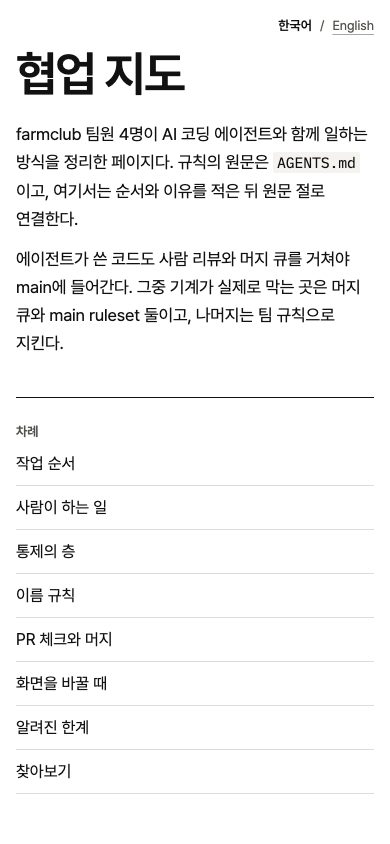 한국어 / English
협업 지도
farmclub 팀원 4명이 AI 코딩 에이전트와 함께 일하는
방식을 정리한 페이지다. 규칙의 원문은 AGENTS.md
이고, 여기서는 순서와 이유를 적은 뒤 원문 절로
연결한다.
에이전트가 쓴 코드도 사람 리뷰와 머지 큐를 거쳐야
main에 들어간다. 그중 기계가 실제로 막는 곳은 머지
큐와 main ruleset 둘이고, 나머지는 팀 규칙으로
지킨다.
차례
작업 순서
사람이 하는 일
통제의 층
이름 규칙
PR 체크와 머지
화면을 바꿀 때
알려진 한계
찾아보기